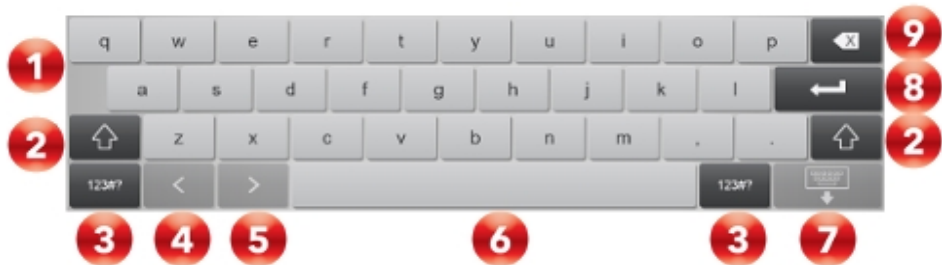 q w e r t y u i o p X 9
1
a s d f g h j k l 8
2 z x c v b n m , . 2
123#? < > 123#?
3 4 5 6 3 7